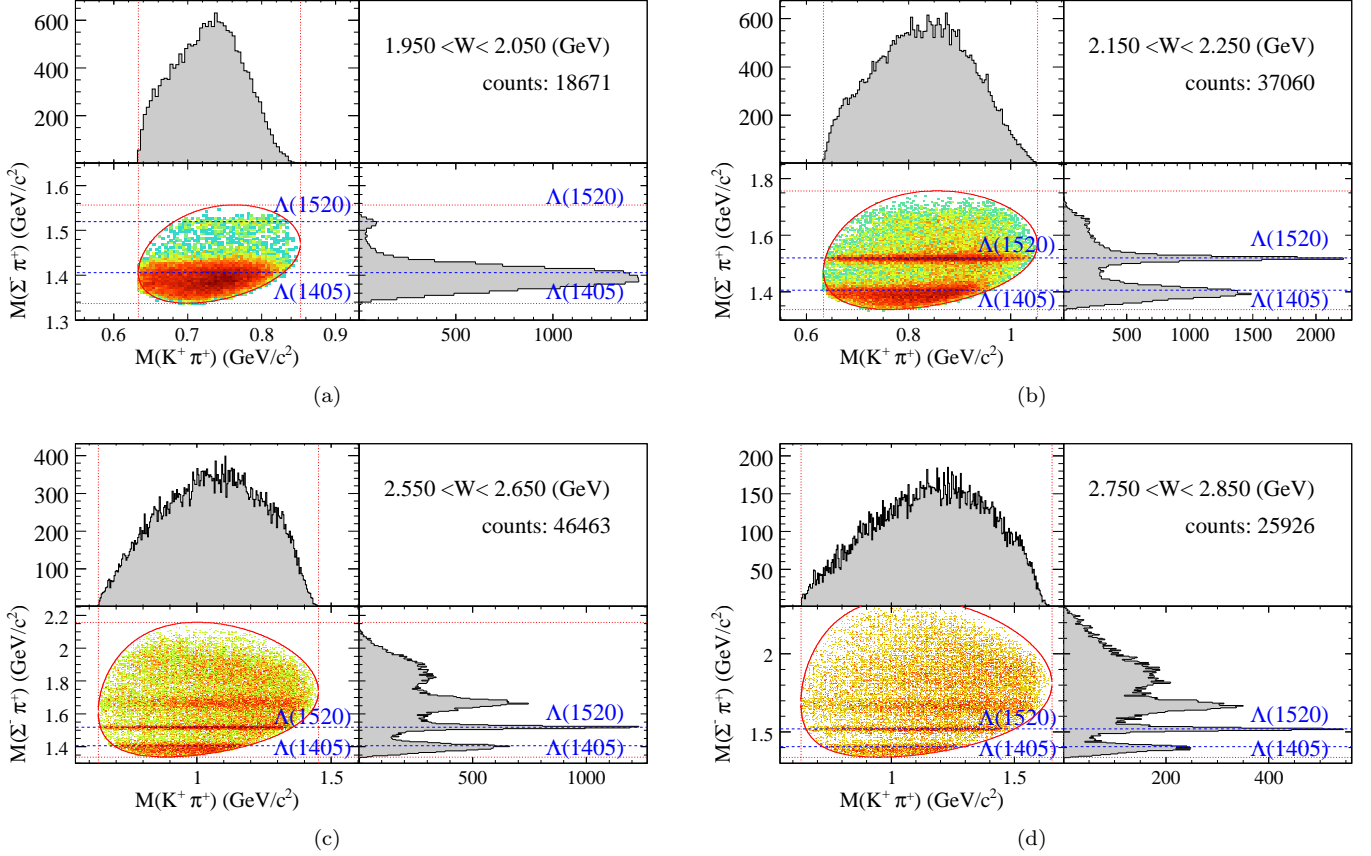 600
400
200
1.950 <W< 2.050 (GeV)
counts: 18671
M(Σ⁻ π⁺) (GeV/c²)
1.6
1.5
1.4
1.3
Λ(1520)
Λ(1405)
Λ(1520)
Λ(1405)
0.6 0.7 0.8 0.9
500 1000
M(K⁺ π⁺) (GeV/c²)
(a)
600
400
200
2.150 <W< 2.250 (GeV)
counts: 37060
M(Σ⁻ π⁺) (GeV/c²)
1.8
1.6
1.4
Λ(1520)
Λ(1405)
Λ(1520)
Λ(1405)
0.6 0.8 1
500 1000 1500 2000
M(K⁺ π⁺) (GeV/c²)
(b)
400
300
200
100
2.550 <W< 2.650 (GeV)
counts: 46463
M(Σ⁻ π⁺) (GeV/c²)
2.2
2
1.8
1.6
1.4
Λ(1520)
Λ(1405)
Λ(1520)
Λ(1405)
1 1.5
500 1000
M(K⁺ π⁺) (GeV/c²)
(c)
200
150
100
50
2.750 <W< 2.850 (GeV)
counts: 25926
M(Σ⁻ π⁺) (GeV/c²)
2
1.5
Λ(1520)
Λ(1405)
Λ(1520)
Λ(1405)
1 1.5
200 400
M(K⁺ π⁺) (GeV/c²)
(d)